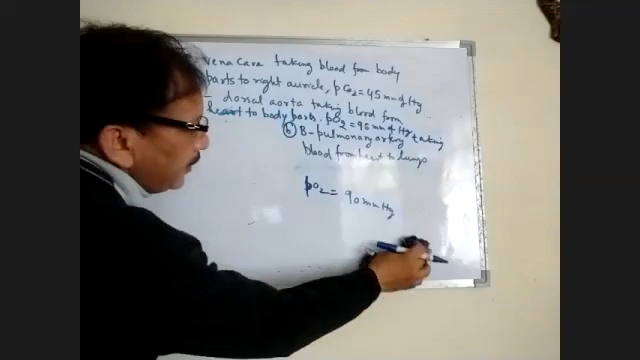 vena cava taking blood from body
parts to right auricle, pCO2 = 45 mm of Hg
dorsal aorta taking blood from
heart to body parts. pO2 = 95 mm of Hg
(b) B - pulmonary artery taking
blood from heart to lungs
pO2 = 90 mm Hg